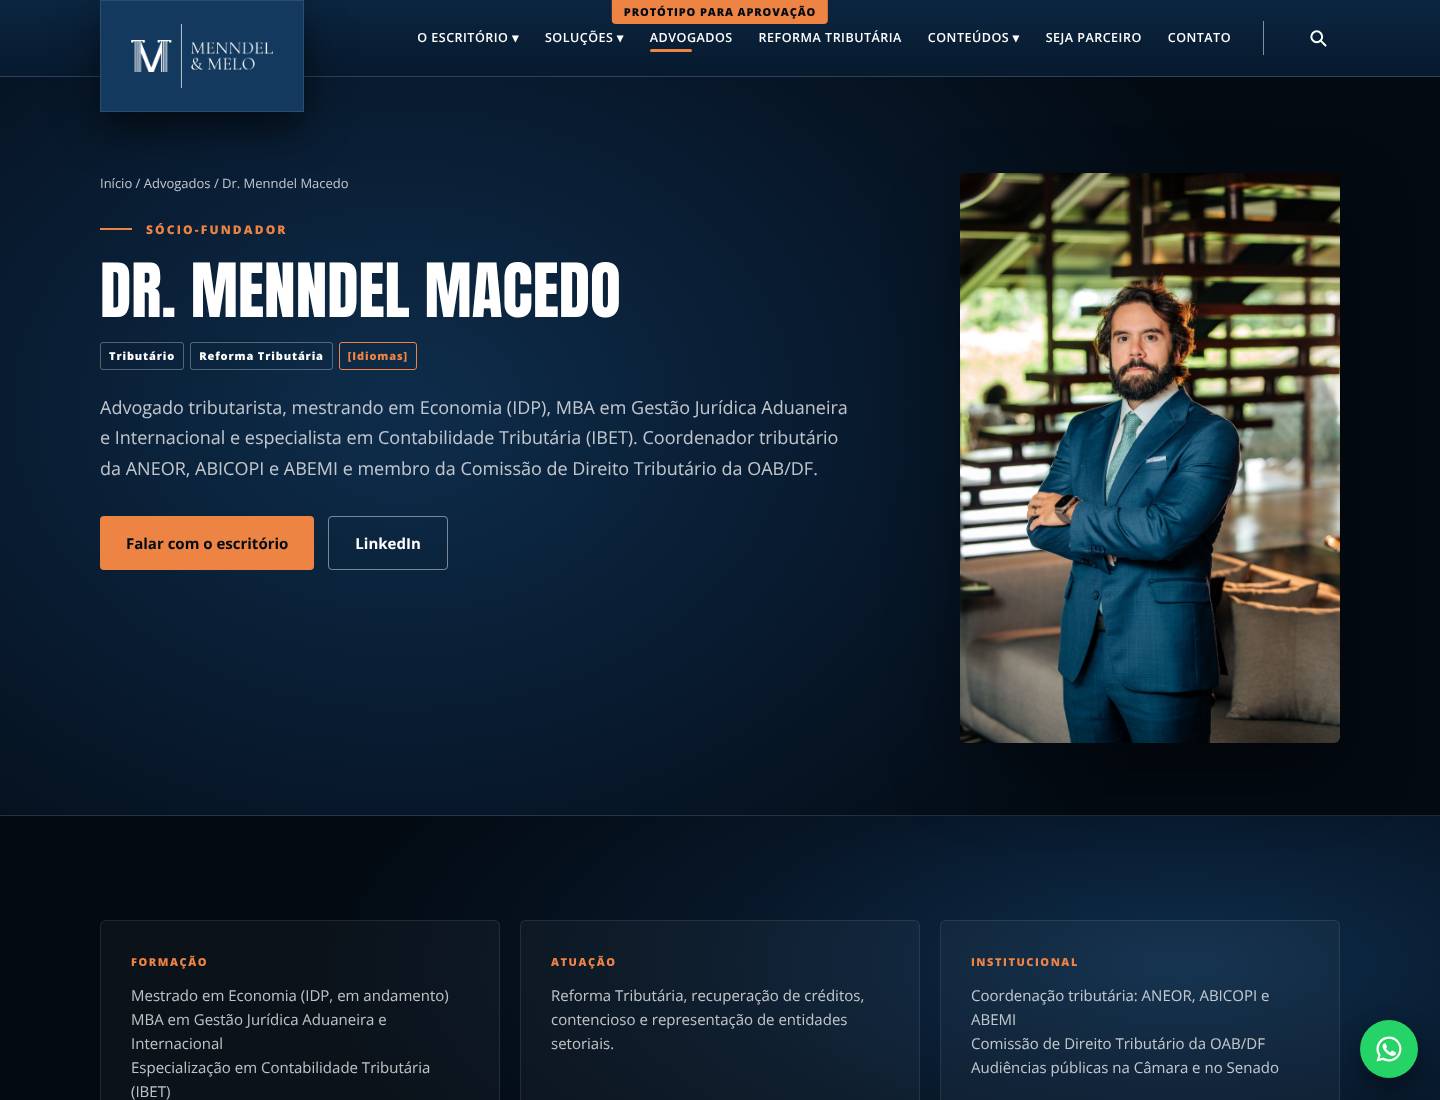 PROTÓTIPO PARA APROVAÇÃO
MENNDEL
& MELO
O ESCRITÓRIO ▾ SOLUÇÕES ▾ ADVOGADOS REFORMA TRIBUTÁRIA CONTEÚDOS ▾ SEJA PARCEIRO CONTATO
Início / Advogados / Dr. Menndel Macedo
SÓCIO-FUNDADOR
DR. MENNDEL MACEDO
Tributário Reforma Tributária [Idiomas]
Advogado tributarista, mestrando em Economia (IDP), MBA em Gestão Jurídica Aduaneira
e Internacional e especialista em Contabilidade Tributária (IBET). Coordenador tributário
da ANEOR, ABICOPI e ABEMI e membro da Comissão de Direito Tributário da OAB/DF.
Falar com o escritório LinkedIn
FORMAÇÃO
Mestrado em Economia (IDP, em andamento)
MBA em Gestão Jurídica Aduaneira e
Internacional
Especialização em Contabilidade Tributária
(IBET)
ATUAÇÃO
Reforma Tributária, recuperação de créditos,
contencioso e representação de entidades
setoriais.
INSTITUCIONAL
Coordenação tributária: ANEOR, ABICOPI e
ABEMI
Comissão de Direito Tributário da OAB/DF
Audiências públicas na Câmara e no Senado